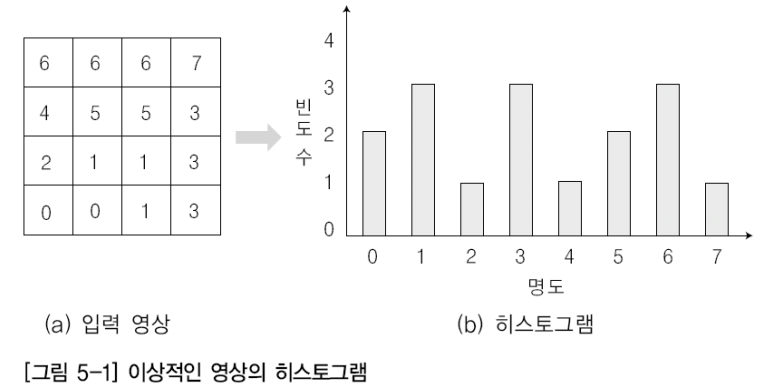 6 6 6 7
4 5 5 3
2 1 1 3
0 0 1 3
4
3
2
1
0
빈도 수
0 1 2 3 4 5 6 7
명도
(a) 입력 영상
(b) 히스토그램
[그림 5-1] 이상적인 영상의 히스토그램